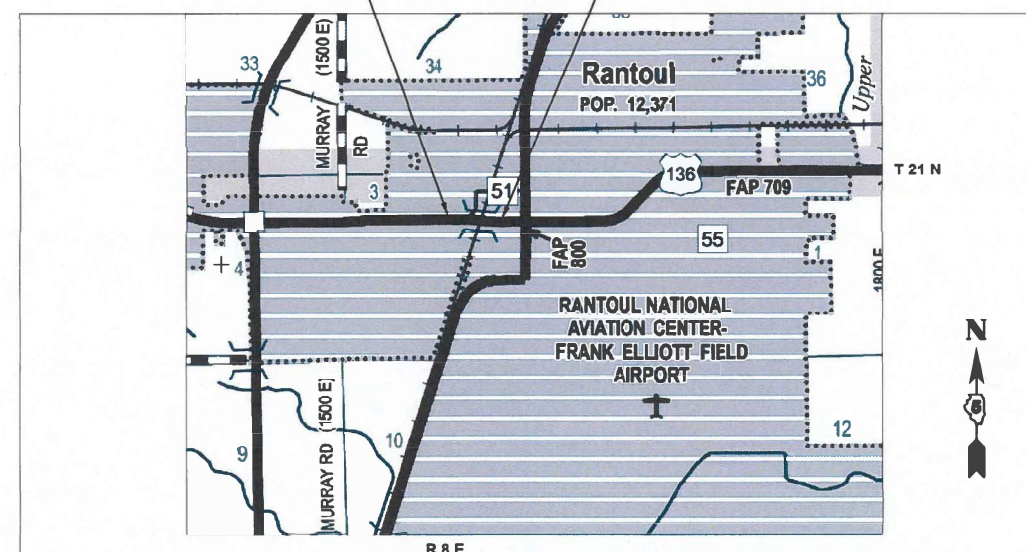 33
MURRAY (1500 E)
34
Rantoul
POP. 12,371
36
Upper
RD
136
T 21 N
FAP 709
3
51
55
1
FAP
800
4
1800 E
RANTOUL NATIONAL
AVIATION CENTER-
FRANK ELLIOTT FIELD
AIRPORT
N
5
MURRAY RD (1500 E)
10
9
12
R 8 E